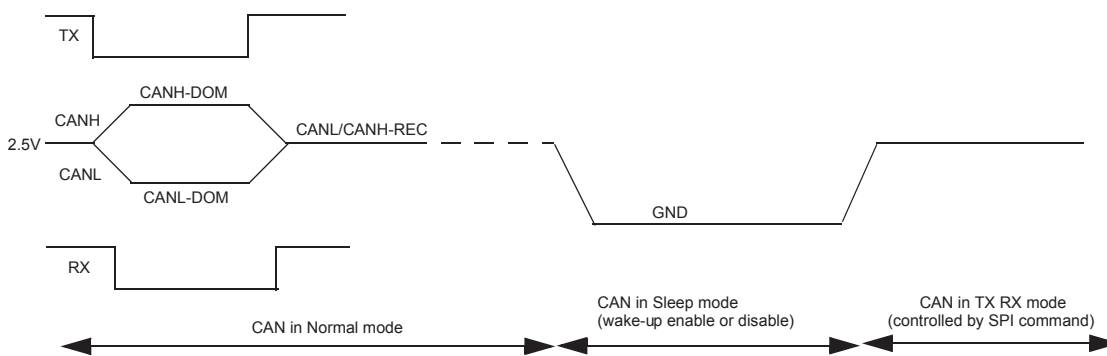 TX
CANH-DOM
CANH
CANL/CANH-REC
2.5V
CANL
CANL-DOM
GND
RX
CAN in Normal mode
CAN in Sleep mode
(wake-up enable or disable)
CAN in TX RX mode
(controlled by SPI command)